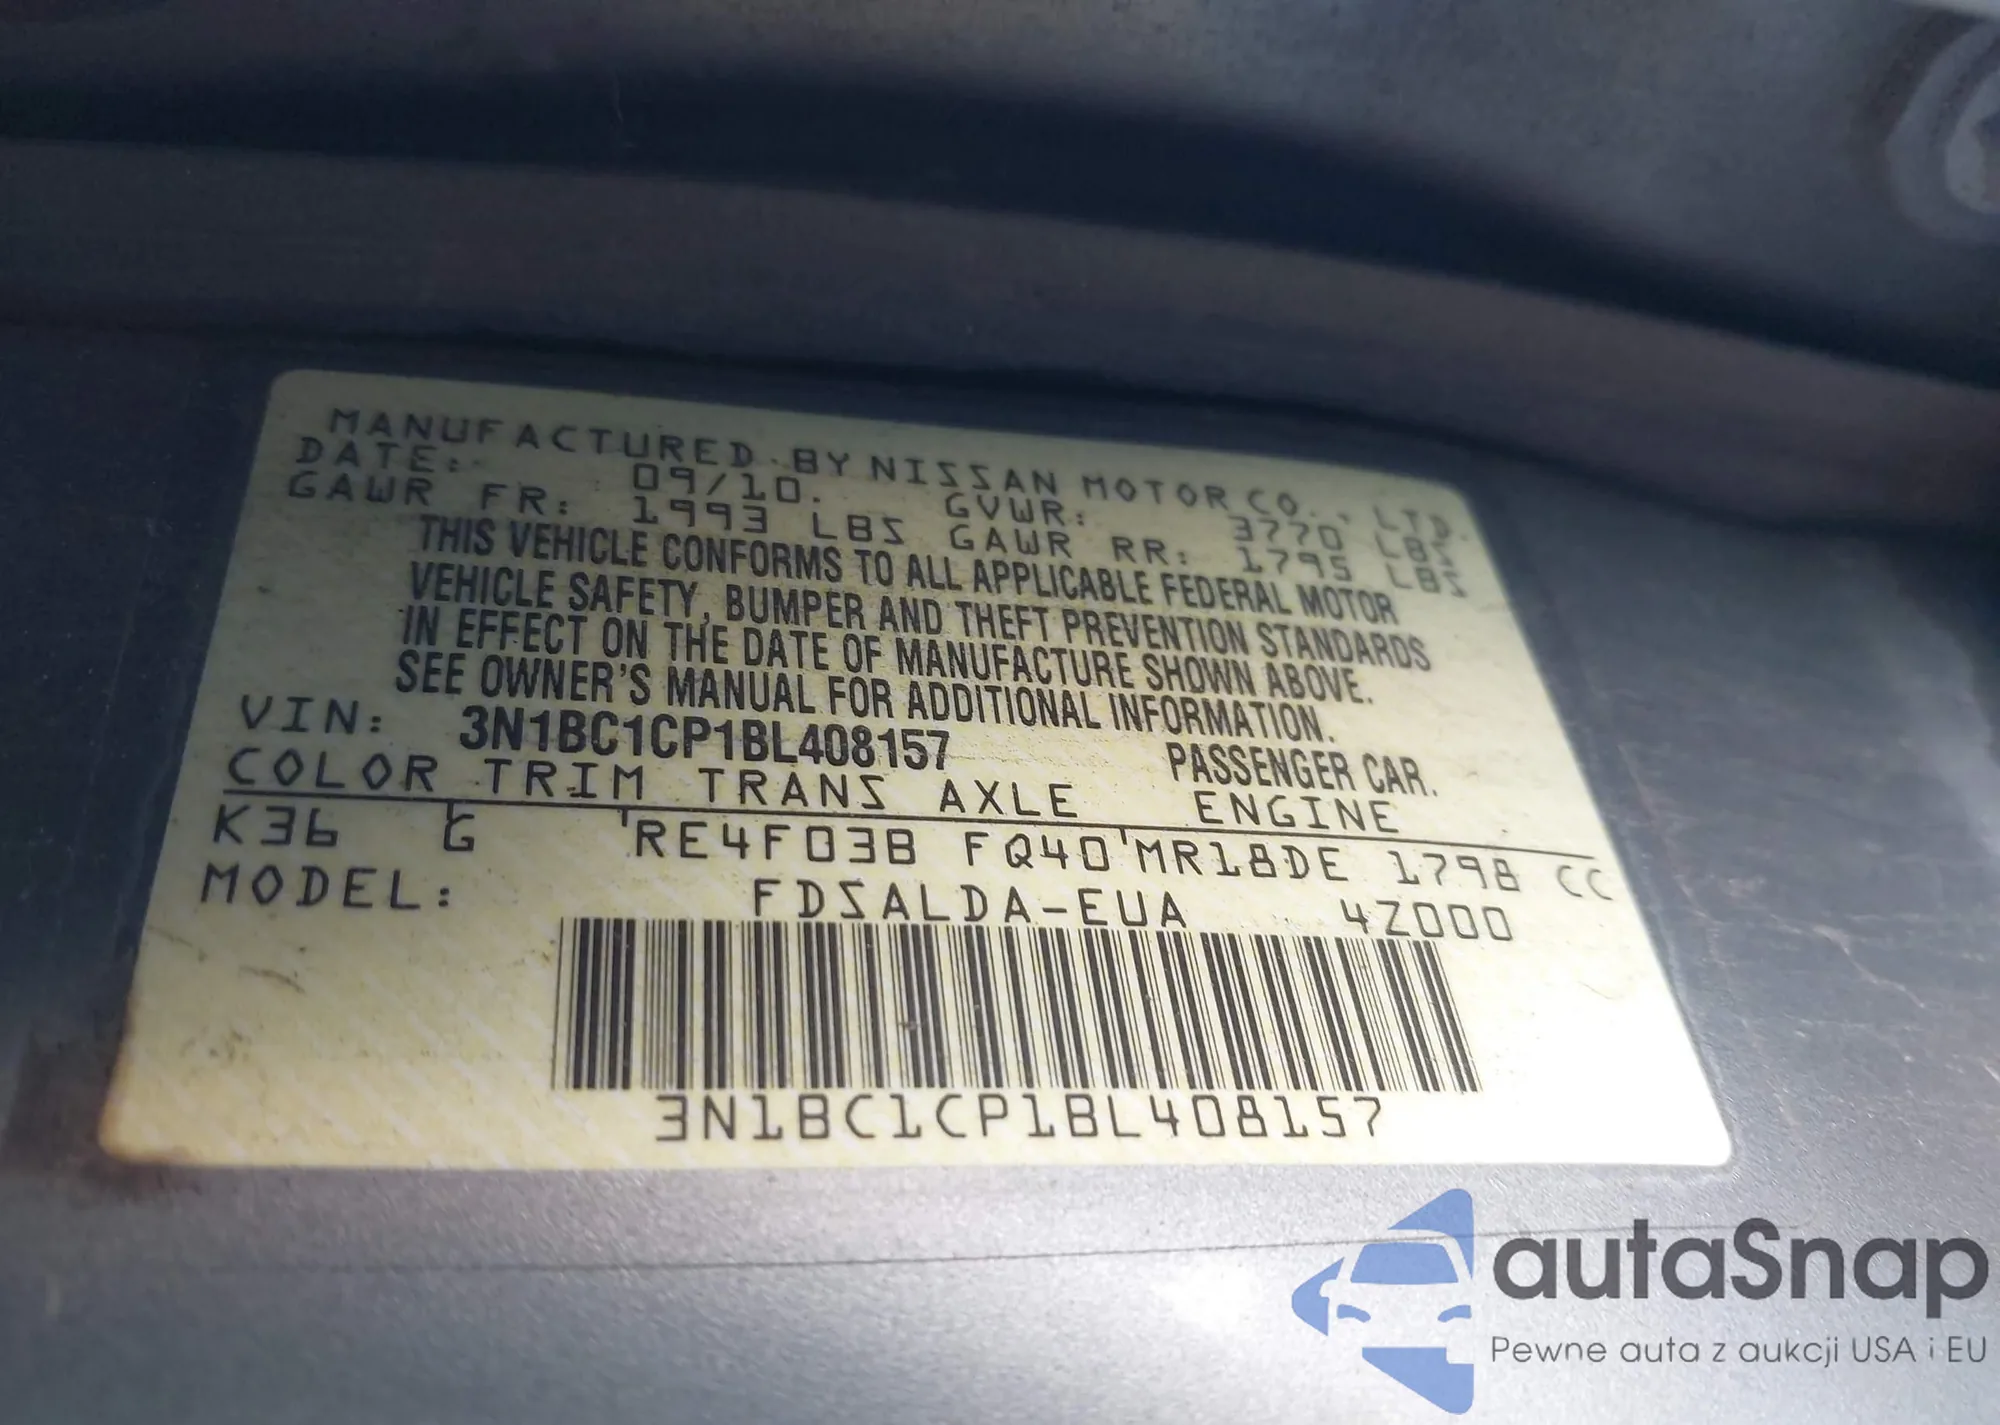 MANUFACTURED BY NISSAN MOTOR CO., LTD.
DATE: 09/10. GVWR: 3770 LBS
GAWR FR: 1993 LBS GAWR RR: 1795 LBS
THIS VEHICLE CONFORMS TO ALL APPLICABLE FEDERAL MOTOR
VEHICLE SAFETY, BUMPER AND THEFT PREVENTION STANDARDS
IN EFFECT ON THE DATE OF MANUFACTURE SHOWN ABOVE.
SEE OWNER'S MANUAL FOR ADDITIONAL INFORMATION.
VIN: 3N1BC1CP1BL408157 PASSENGER CAR.
COLOR TRIM TRANS AXLE ENGINE
K36 G RE4F03B FQ40 MR18DE 1798 CC
MODEL: FDSALDA-EUA 4Z000
3N1BC1CP1BL408157
autaSnap
Pewne auta z aukcji USA i EU